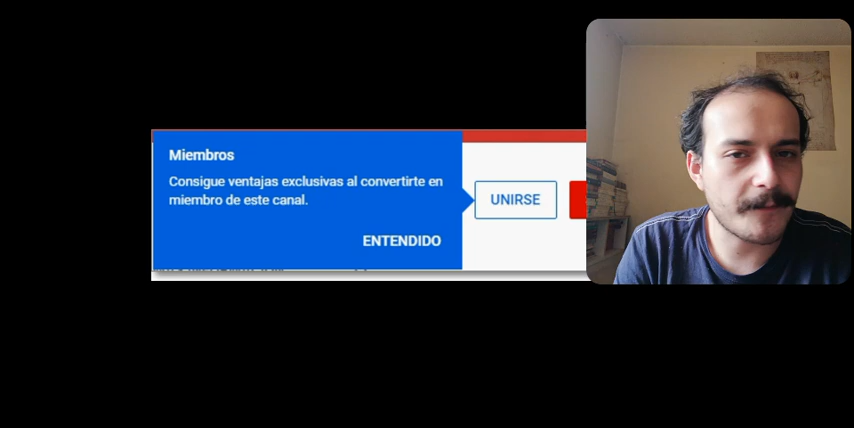 Miembros
Consigue ventajas exclusivas al convertirte en
miembro de este canal.
UNIRSE
ENTENDIDO